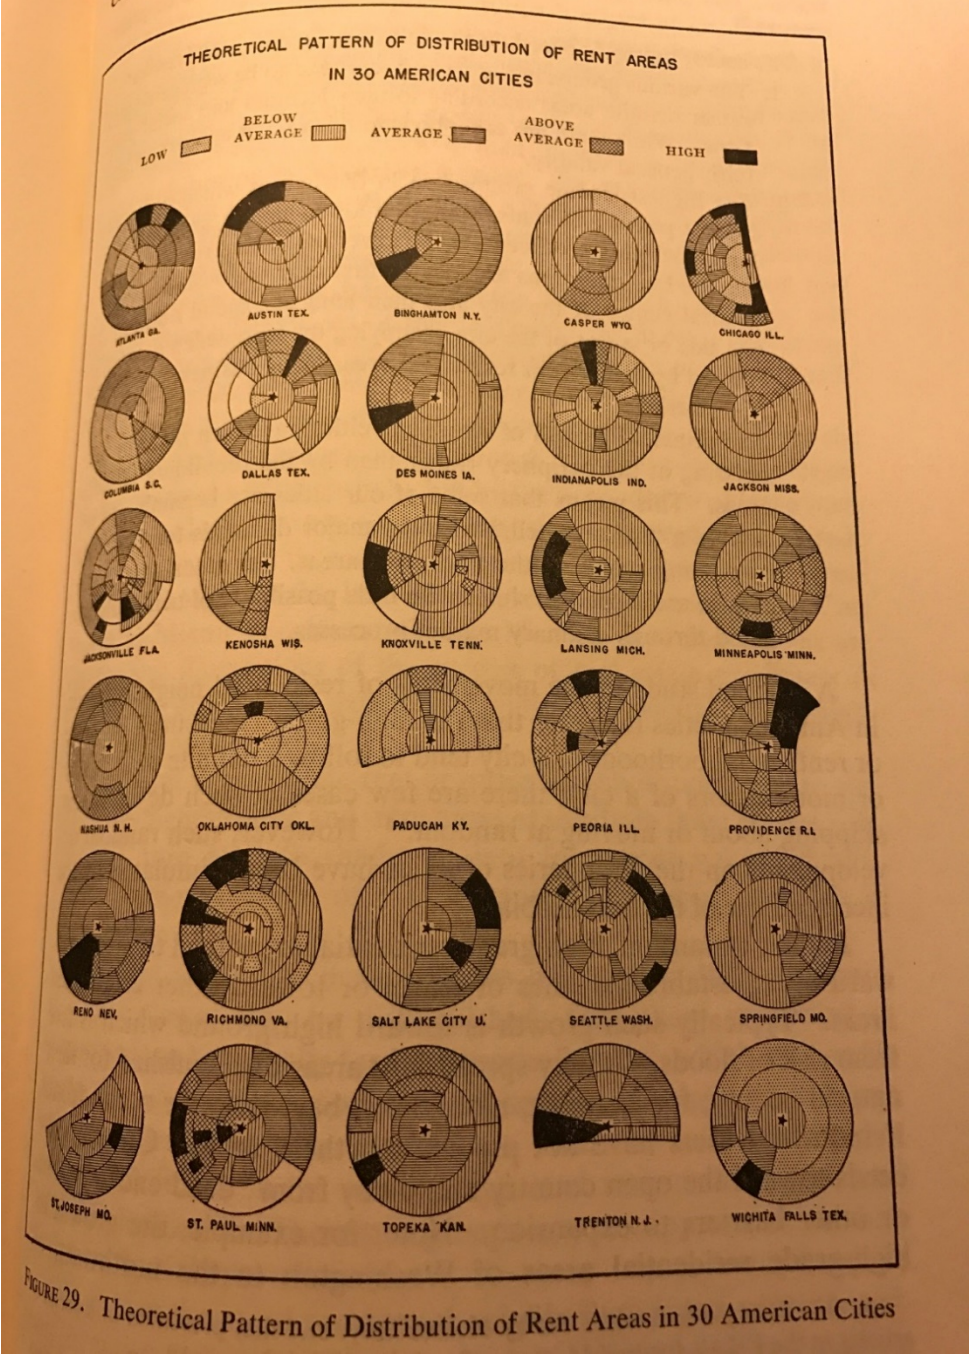 THEORETICAL PATTERN OF DISTRIBUTION OF RENT AREAS
IN 30 AMERICAN CITIES
LOW
BELOW
AVERAGE
AVERAGE
ABOVE
AVERAGE
HIGH
ATLANTA GA.
AUSTIN TEX.
BINGHAMTON N.Y.
CASPER WYO.
CHICAGO ILL.
COLUMBIA S.C.
DALLAS TEX.
DES MOINES IA.
INDIANAPOLIS IND.
JACKSON MISS.
JACKSONVILLE FLA.
KENOSHA WIS.
KNOXVILLE TENN.
LANSING MICH.
MINNEAPOLIS MINN.
NASHUA N.H.
OKLAHOMA CITY OKL.
PADUCAH KY.
PEORIA ILL.
PROVIDENCE R.I.
RENO NEV.
RICHMOND VA.
SALT LAKE CITY U.
SEATTLE WASH.
SPRINGFIELD MO.
ST. JOSEPH MO.
ST. PAUL MINN.
TOPEKA KAN.
TRENTON N.J.
WICHITA FALLS TEX.
FIGURE 29. Theoretical Pattern of Distribution of Rent Areas in 30 American Cities